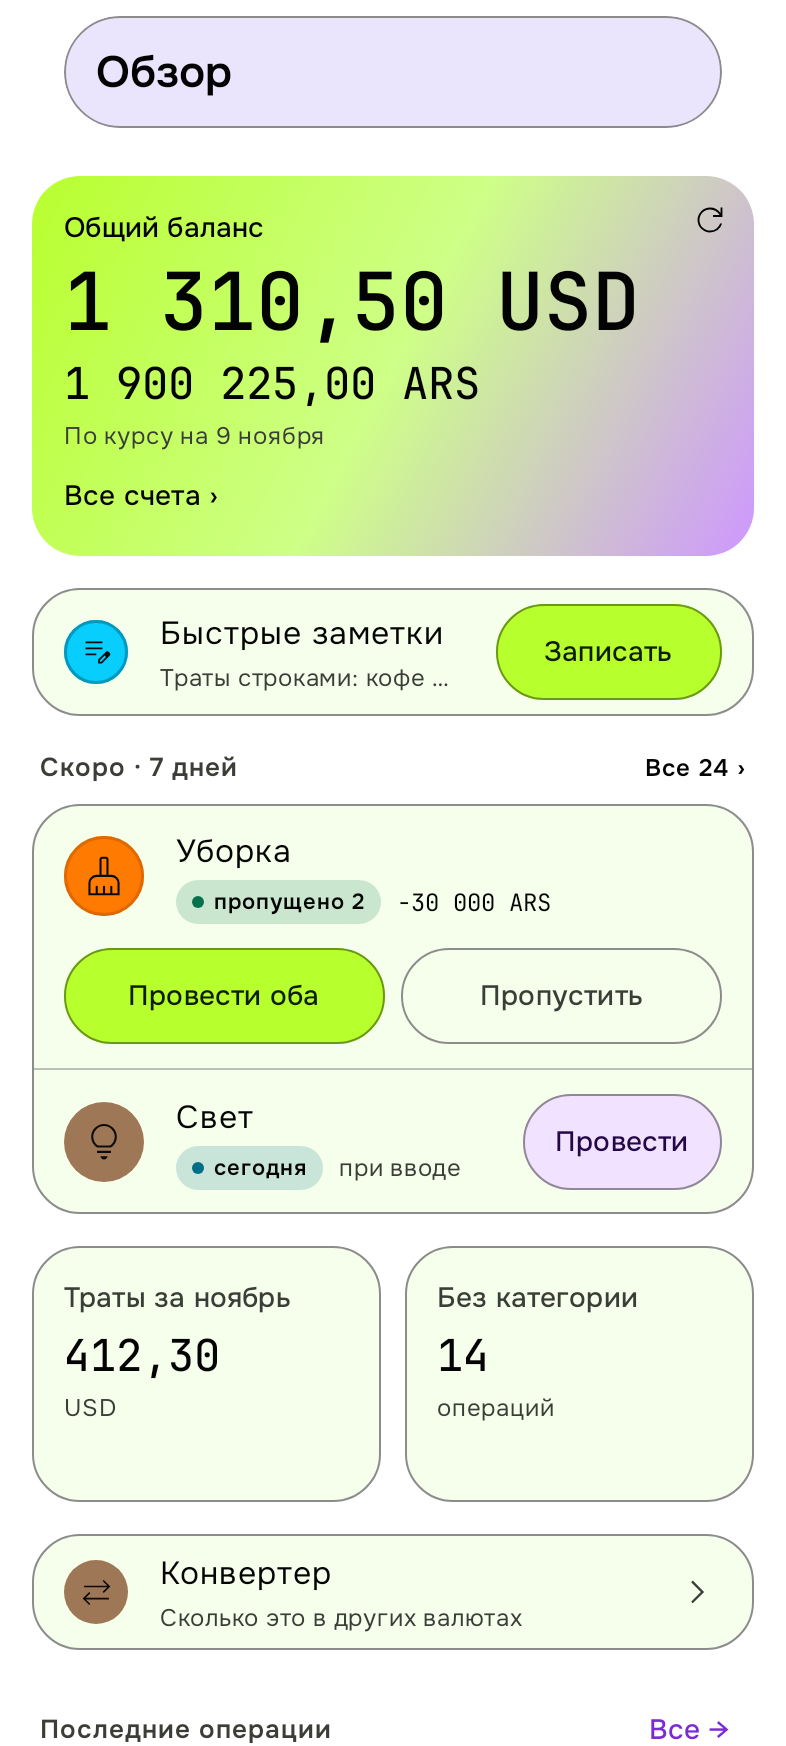 Обзор
Общий баланс
1 310,50 USD
1 900 225,00 ARS
По курсу на 9 ноября
Все счета ›
Быстрые заметки
Траты строками: кофе ...
Записать
Скоро · 7 дней
Все 24 ›
Уборка
пропущено 2
-30 000 ARS
Провести оба
Пропустить
Свет
сегодня
при вводе
Провести
Траты за ноябрь
412,30
USD
Без категории
14
операций
Конвертер
Сколько это в других валютах
Последние операции
Все →